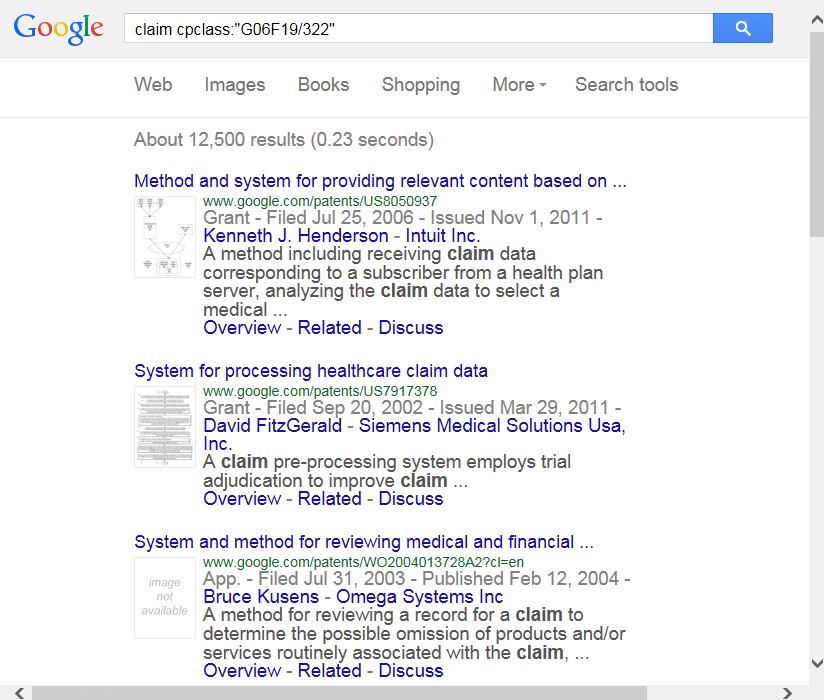 Google
claim cpclass:"G06F19/322"
Web Images Books Shopping More Search tools
About 12,500 results (0.23 seconds)
Method and system for providing relevant content based on ...
www.google.com/patents/US8050937
Grant - Filed Jul 25, 2006 - Issued Nov 1, 2011 -
Kenneth J. Henderson - Intuit Inc.
A method including receiving claim data
corresponding to a subscriber from a health plan
server, analyzing the claim data to select a
medical ...
Overview - Related - Discuss
System for processing healthcare claim data
www.google.com/patents/US7917378
Grant - Filed Sep 20, 2002 - Issued Mar 29, 2011 -
David FitzGerald - Siemens Medical Solutions Usa,
Inc.
A claim pre-processing system employs trial
adjudication to improve claim ...
Overview - Related - Discuss
System and method for reviewing medical and financial ...
image
not
available
www.google.com/patents/WO2004013728A2?cl=en
App. - Filed Jul 31, 2003 - Published Feb 12, 2004 -
Bruce Kusens - Omega Systems Inc
A method for reviewing a record for a claim to
determine the possible omission of products and/or
services routinely associated with the claim, ...
Overview - Related - Discuss